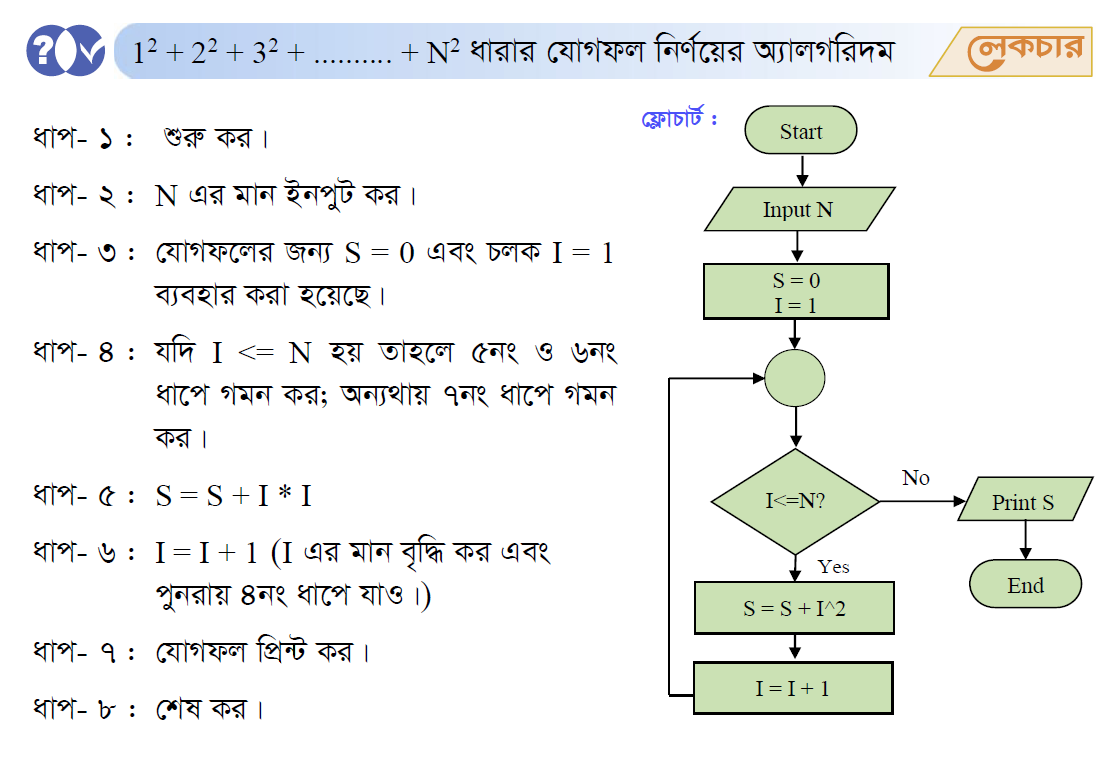 1² + 2² + 3² + .......... + N² ধারার যোগফল নির্ণয়ের অ্যালগরিদম
লেকচার
ধাপ- ১ : শুরু কর।
ধাপ- ২ : N এর মান ইনপুট কর।
ধাপ- ৩ : যোগফলের জন্য S = 0 এবং চলক I = 1
ব্যবহার করা হয়েছে।
ধাপ- ৪ : যদি I <= N হয় তাহলে ৫নং ও ৬নং
ধাপে গমন কর; অন্যথায় ৭নং ধাপে গমন
কর।
ধাপ- ৫ : S = S + I * I
ধাপ- ৬ : I = I + 1 (I এর মান বৃদ্ধি কর এবং
পুনরায় ৪নং ধাপে যাও।)
ধাপ- ৭ : যোগফল প্রিন্ট কর।
ধাপ- ৮ : শেষ কর।
ফ্লোচার্ট :
Start
Input N
S = 0
I = 1
I<=N?
No
Print S
End
Yes
S = S + I^2
I = I + 1